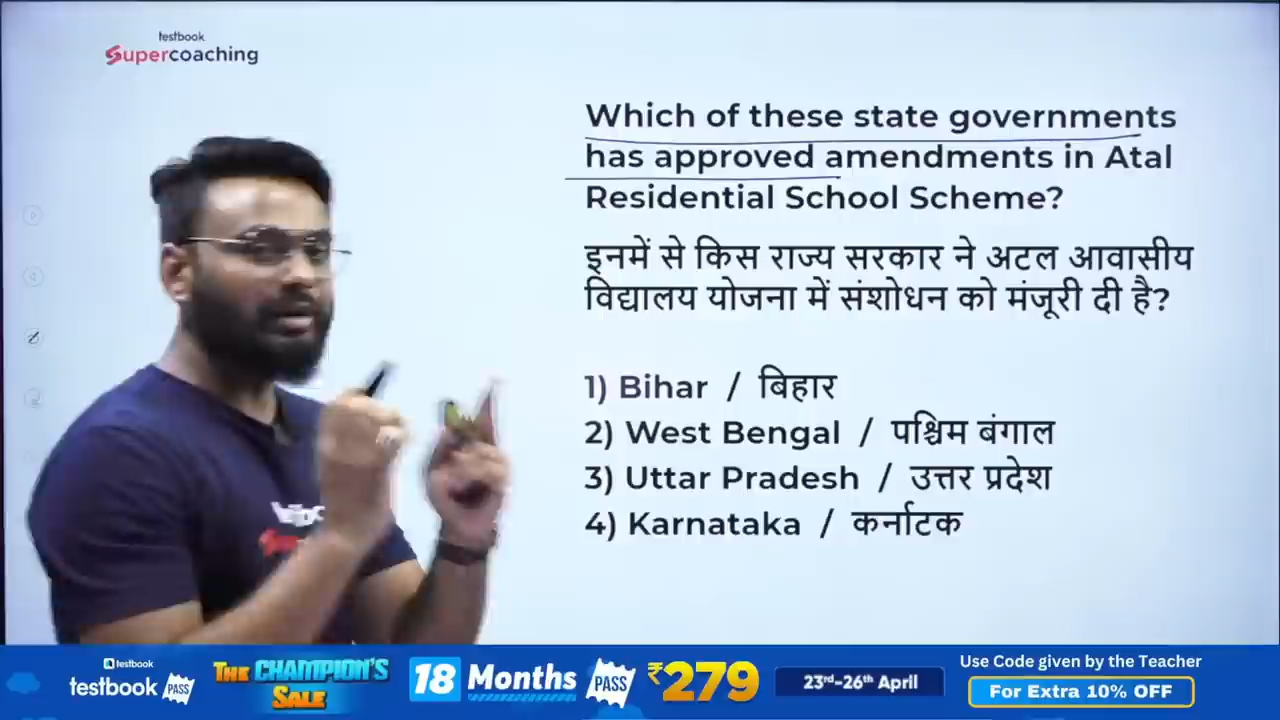 testbook
Supercoaching
Which of these state governments
has approved amendments in Atal
Residential School Scheme?
इनमें से किस राज्य सरकार ने अटल आवासीय
विद्यालय योजना में संशोधन को मंजूरी दी है?
1) Bihar / बिहार
2) West Bengal / पश्चिम बंगाल
3) Uttar Pradesh / उत्तर प्रदेश
4) Karnataka / कर्नाटक
testbook
testbook PASS
THE CHAMPION'S
SALE
18 Months PASS ₹279
23rd-26th April
Use Code given by the Teacher
For Extra 10% OFF